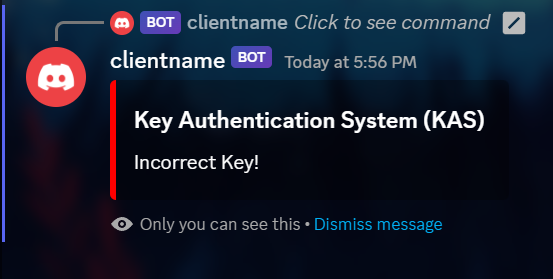 BOT clientname Click to see command
clientname BOT Today at 5:56 PM
Key Authentication System (KAS)
Incorrect Key!
Only you can see this • Dismiss message